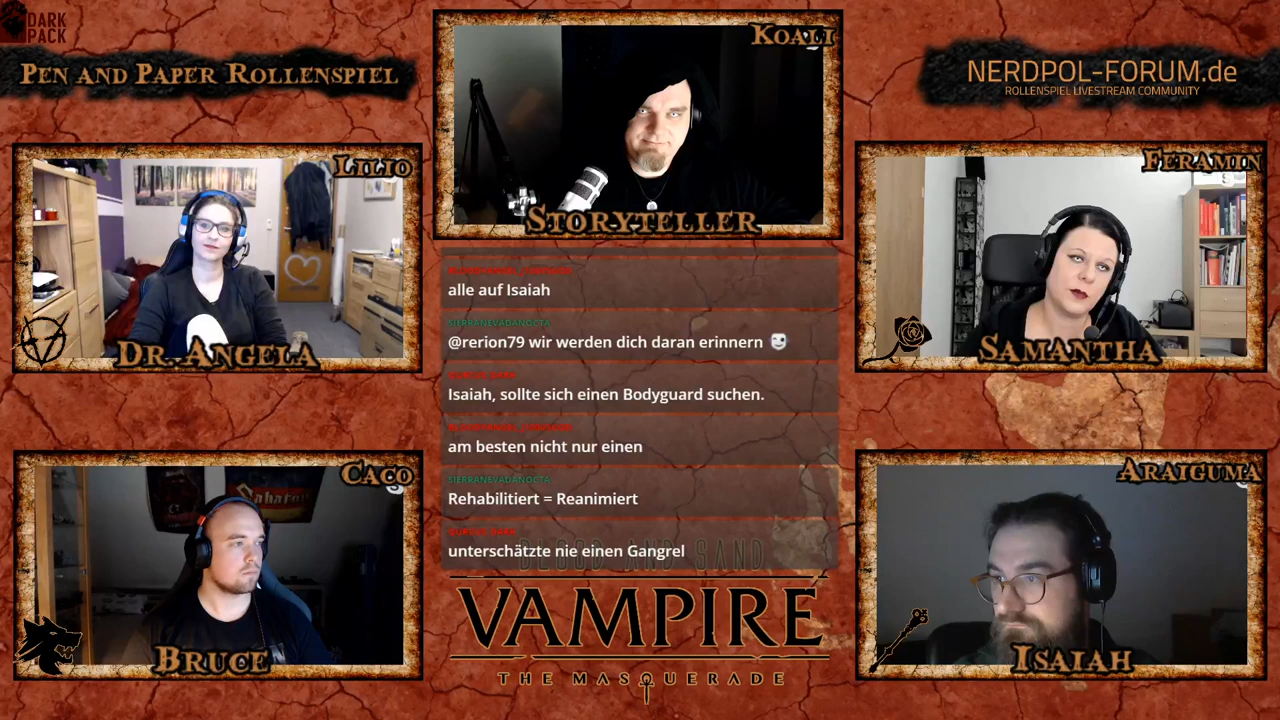 DARK
PACK
PEN AND PAPER ROLLENSPIEL
KOALI
STORYTELLER
NERDPOL-FORUM.de
ROLLENSPIEL LIVESTREAM COMMUNITY
LILIO
DR. ANGELA
FERAMIN
SAMANTHA
alle auf Isaiah
SIERRANEVADANOCTA
@rerion79 wir werden dich daran erinnern
Isaiah, sollte sich einen Bodyguard suchen.
am besten nicht nur einen
SIERRANEVADANOCTA
Rehabilitiert = Reanimiert
unterschätzte nie einen Gangrel
CACO
Sabaton
BRUCE
ARAIGUMA
ISAIAH
BLOOD AND SAND
VAMPIRE
THE MASQUERADE